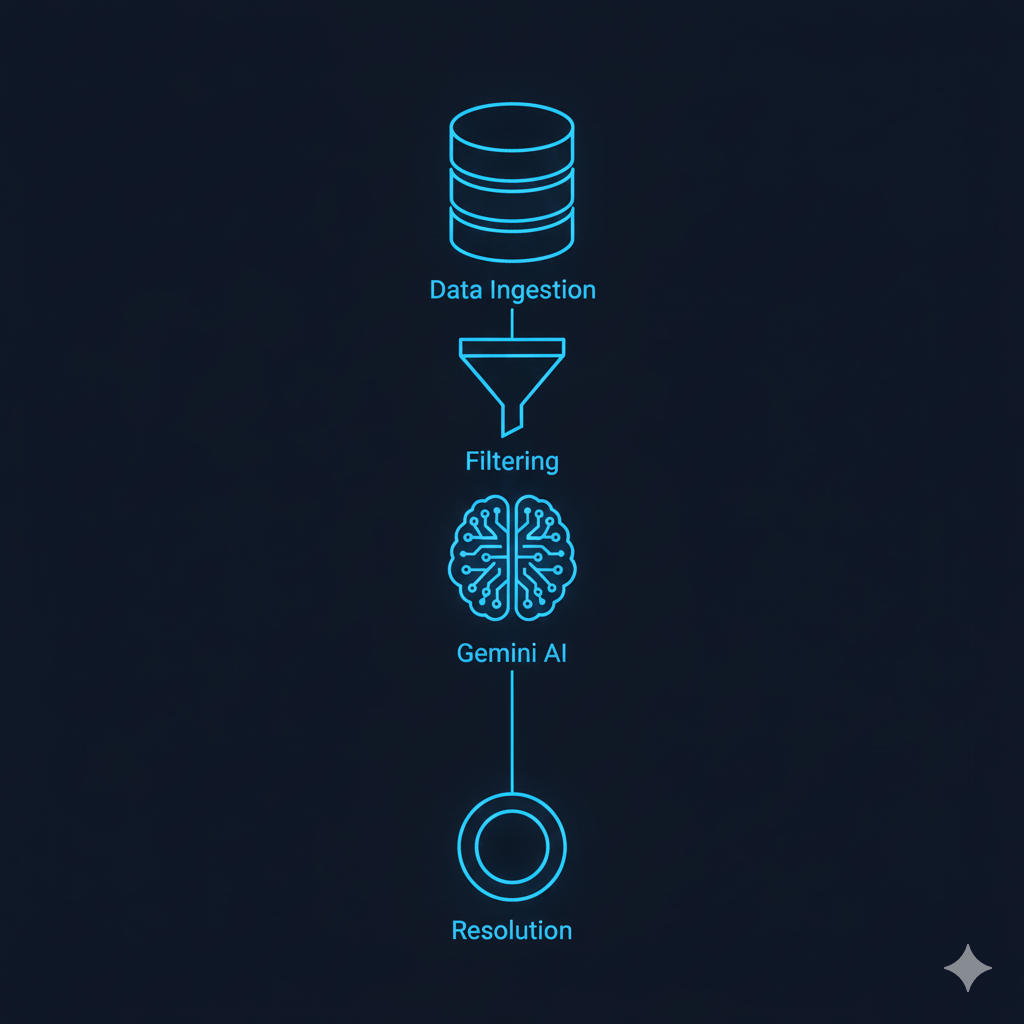 Data Ingestion
Filtering
Gemini AI
Resolution